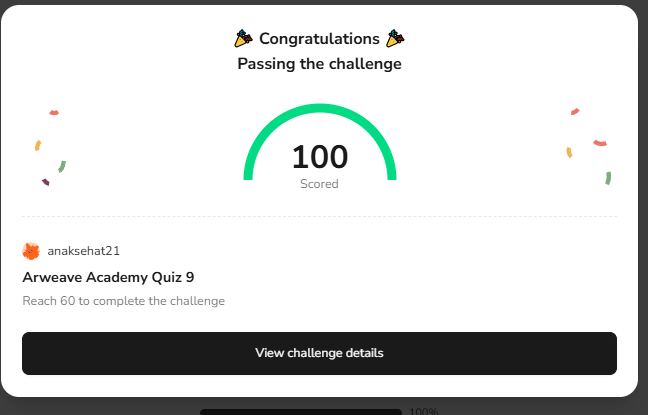 🎉 Congratulations 🎉
Passing the challenge
100
Scored
anaksehat21
Arweave Academy Quiz 9
Reach 60 to complete the challenge
View challenge details
100%